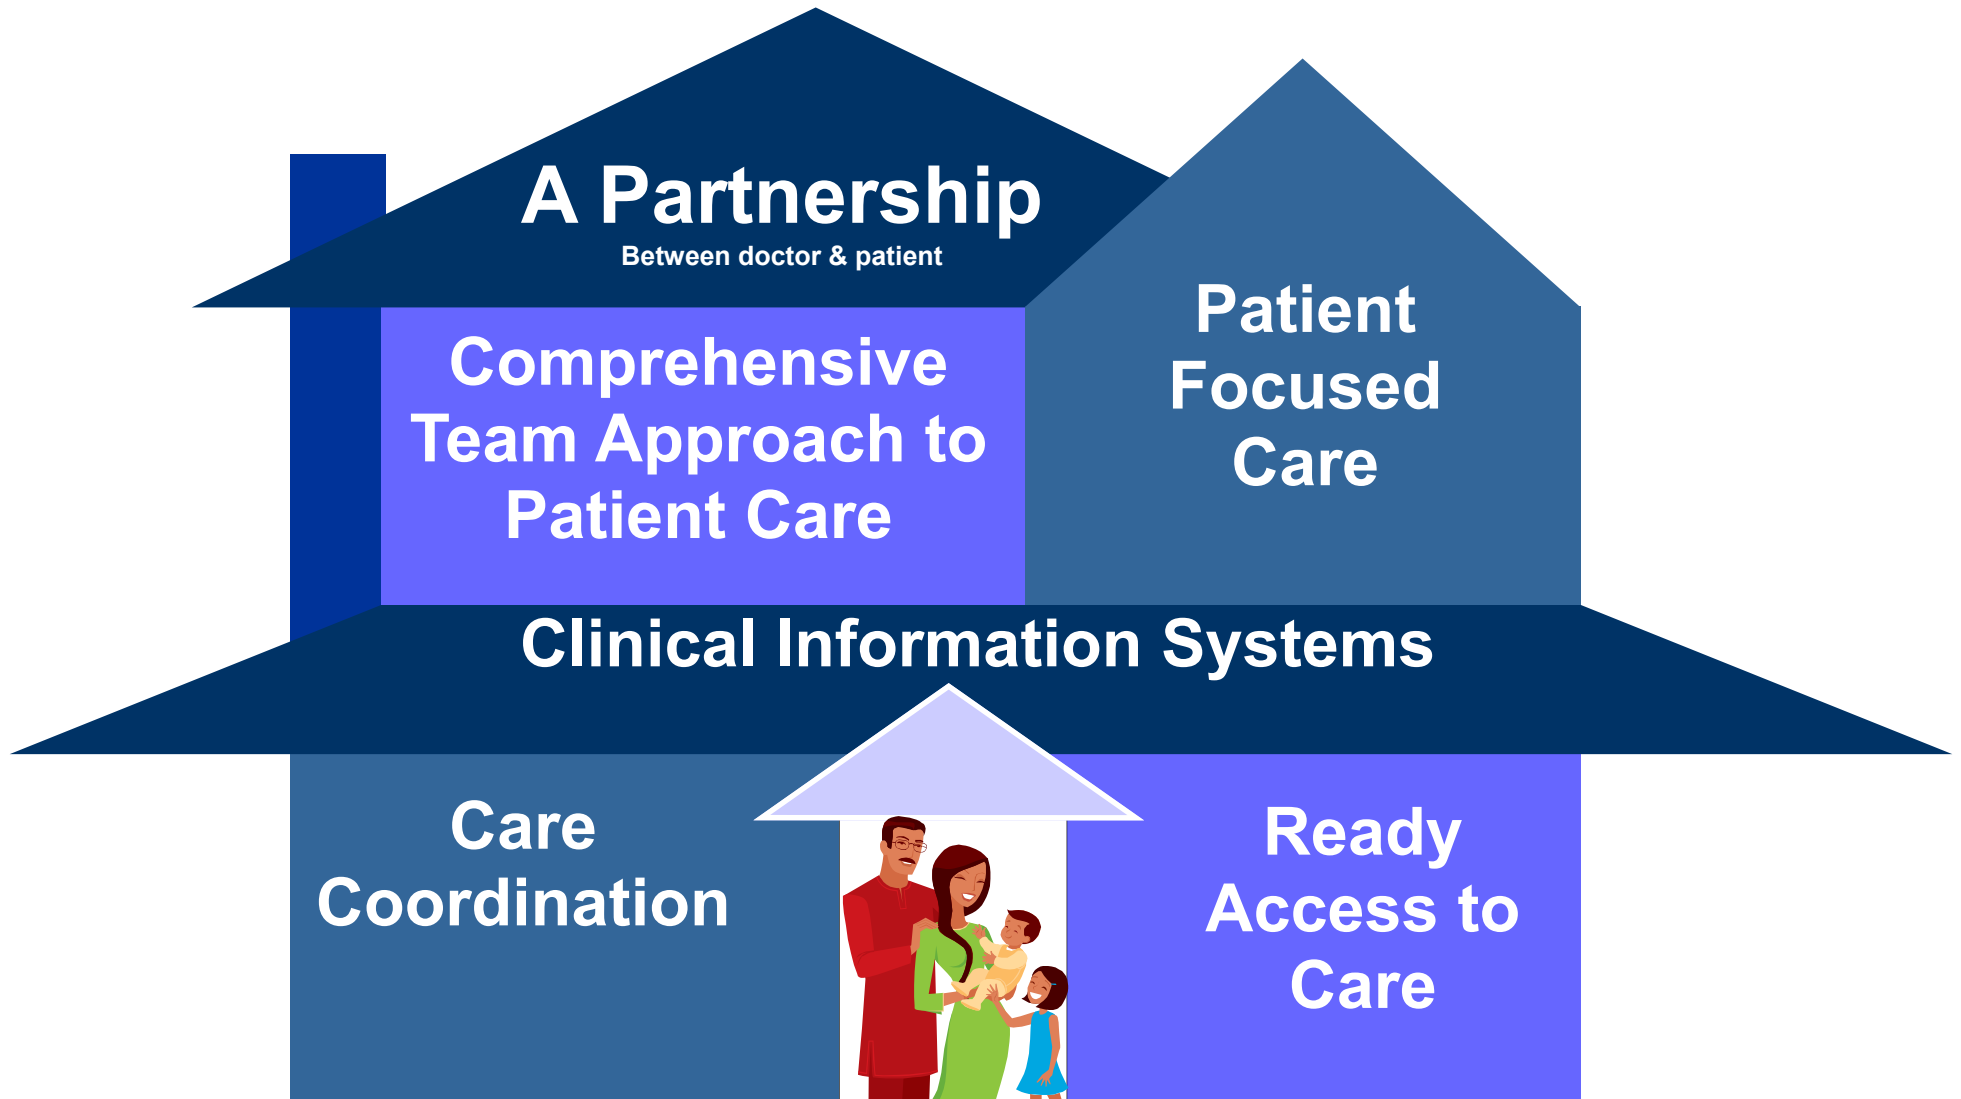 A Partnership
Between doctor & patient
Comprehensive
Team Approach to
Patient Care
Patient
Focused
Care
Clinical Information Systems
Care
Coordination
Ready
Access to
Care